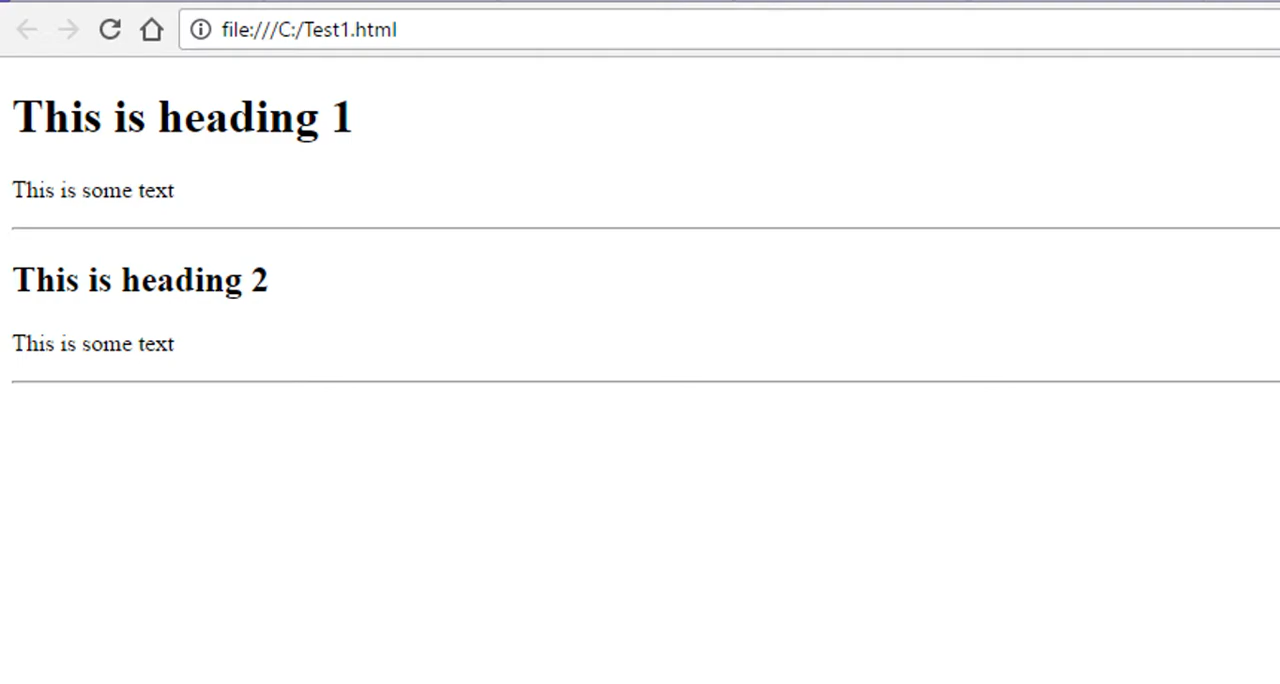 file:///C:/Test1.html
This is heading 1
This is some text
This is heading 2
This is some text